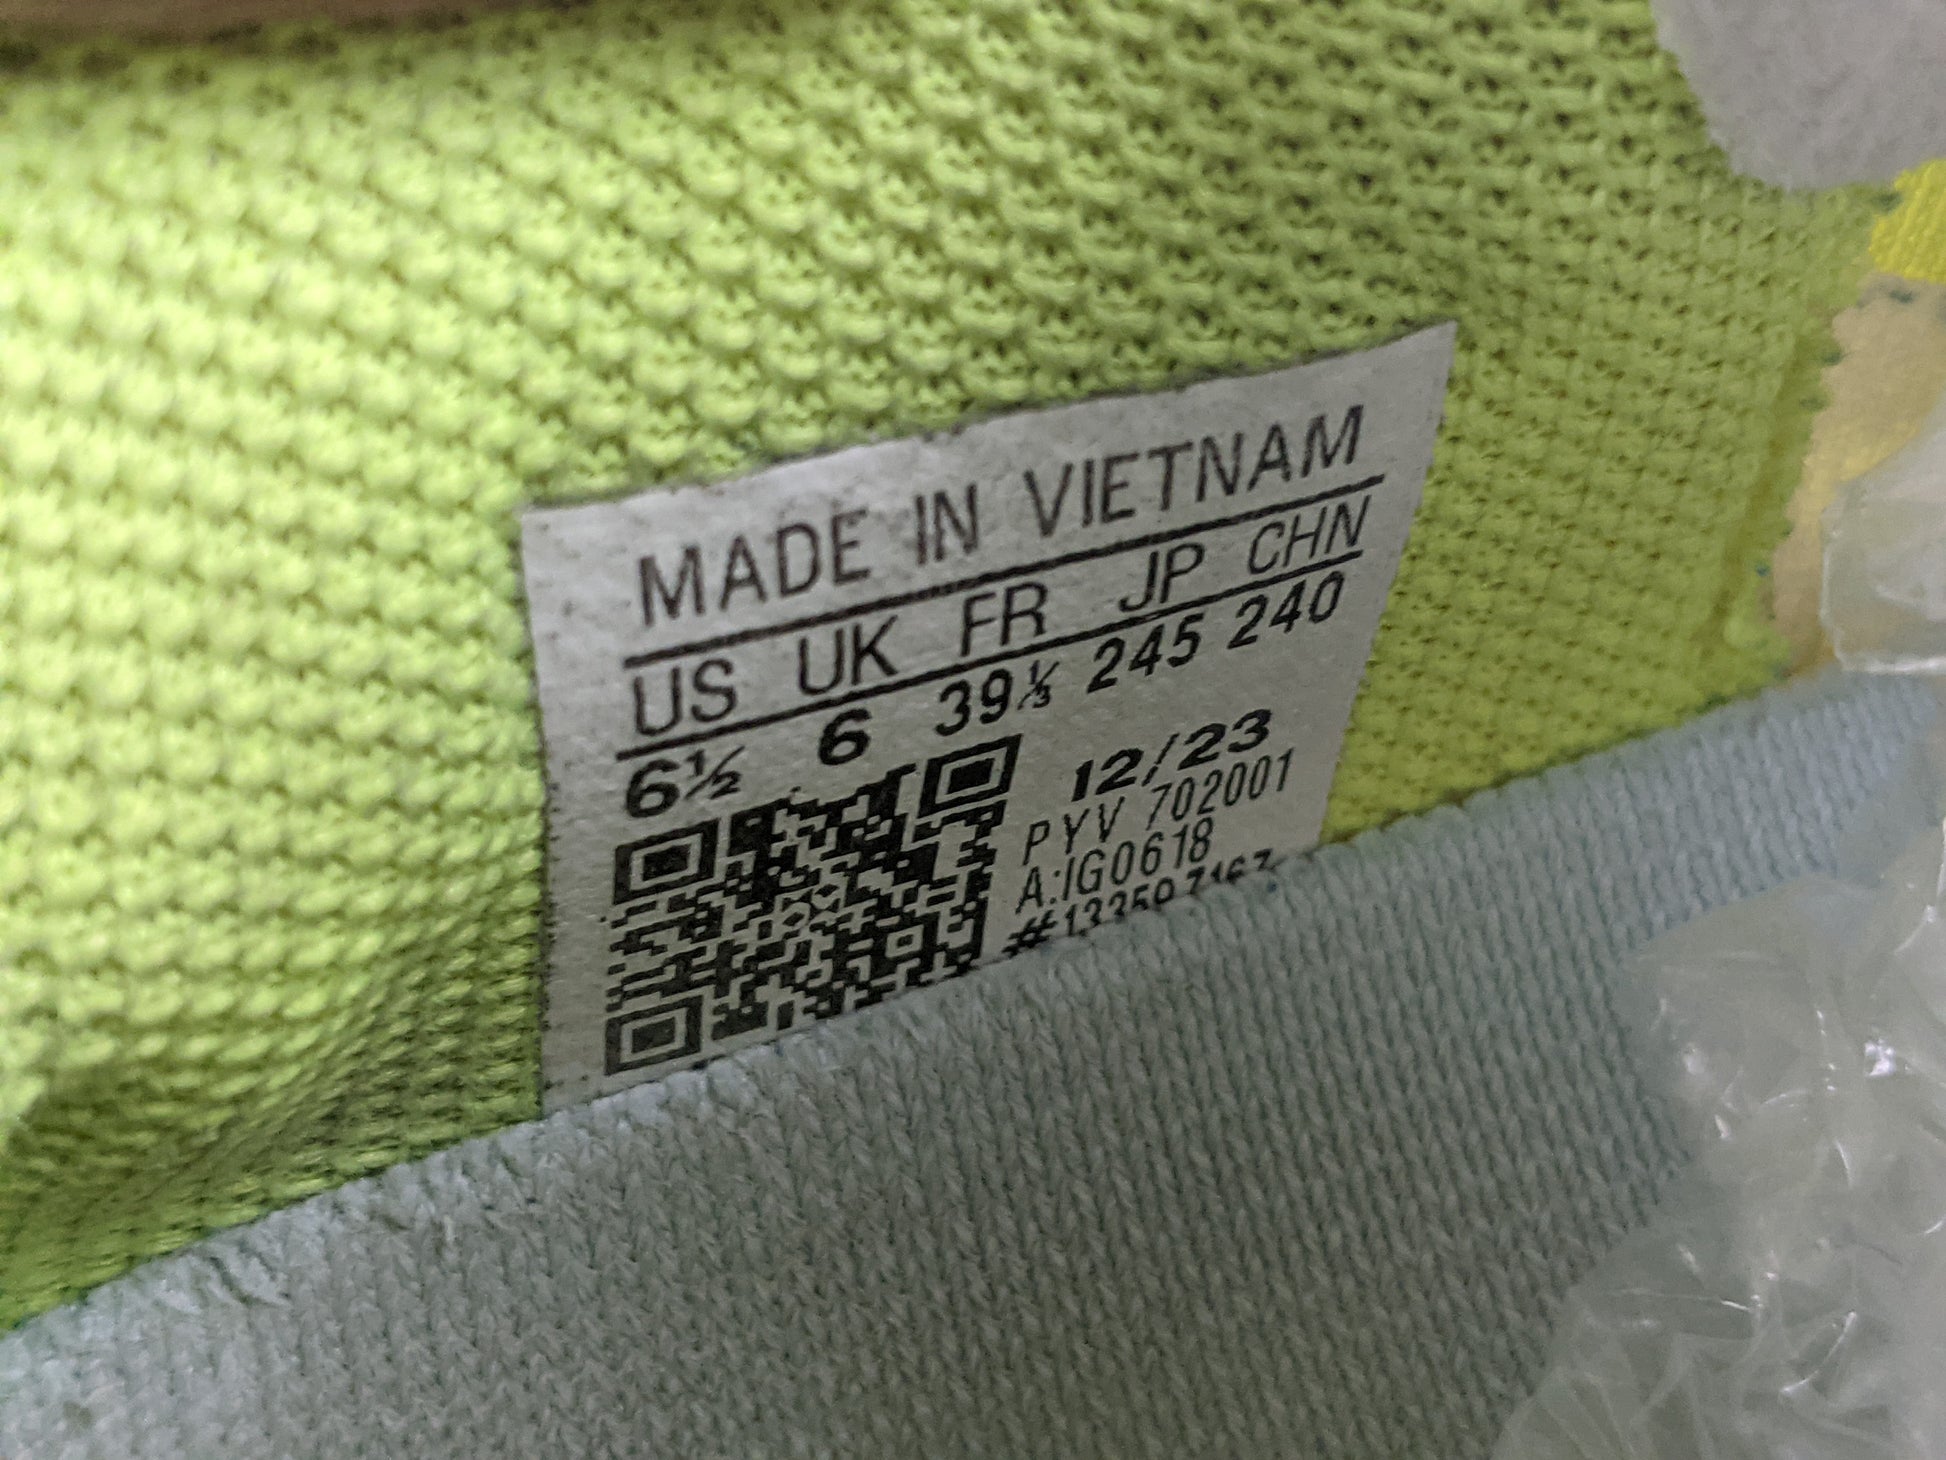 MADE IN VIETNAM
US UK FR JP CHN
6½ 6 39⅓ 245 240
12/23
PYV 702001
A:IG0618